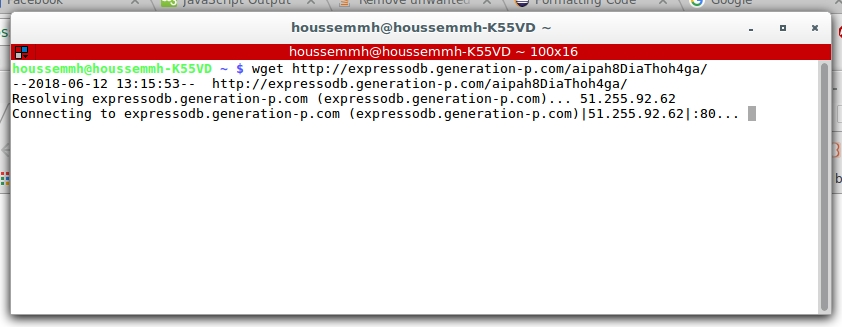 Facebook JavaScript Output Remove unwanted Formatting Code Google
houssemmh@houssemmh-K55VD ~
houssemmh@houssemmh-K55VD ~ 100x16
houssemmh@houssemmh-K55VD ~ $ wget http://expressodb.generation-p.com/aipah8DiaThoh4ga/
--2018-06-12 13:15:53--  http://expressodb.generation-p.com/aipah8DiaThoh4ga/
Resolving expressodb.generation-p.com (expressodb.generation-p.com)... 51.255.92.62
Connecting to expressodb.generation-p.com (expressodb.generation-p.com)|51.255.92.62|:80...